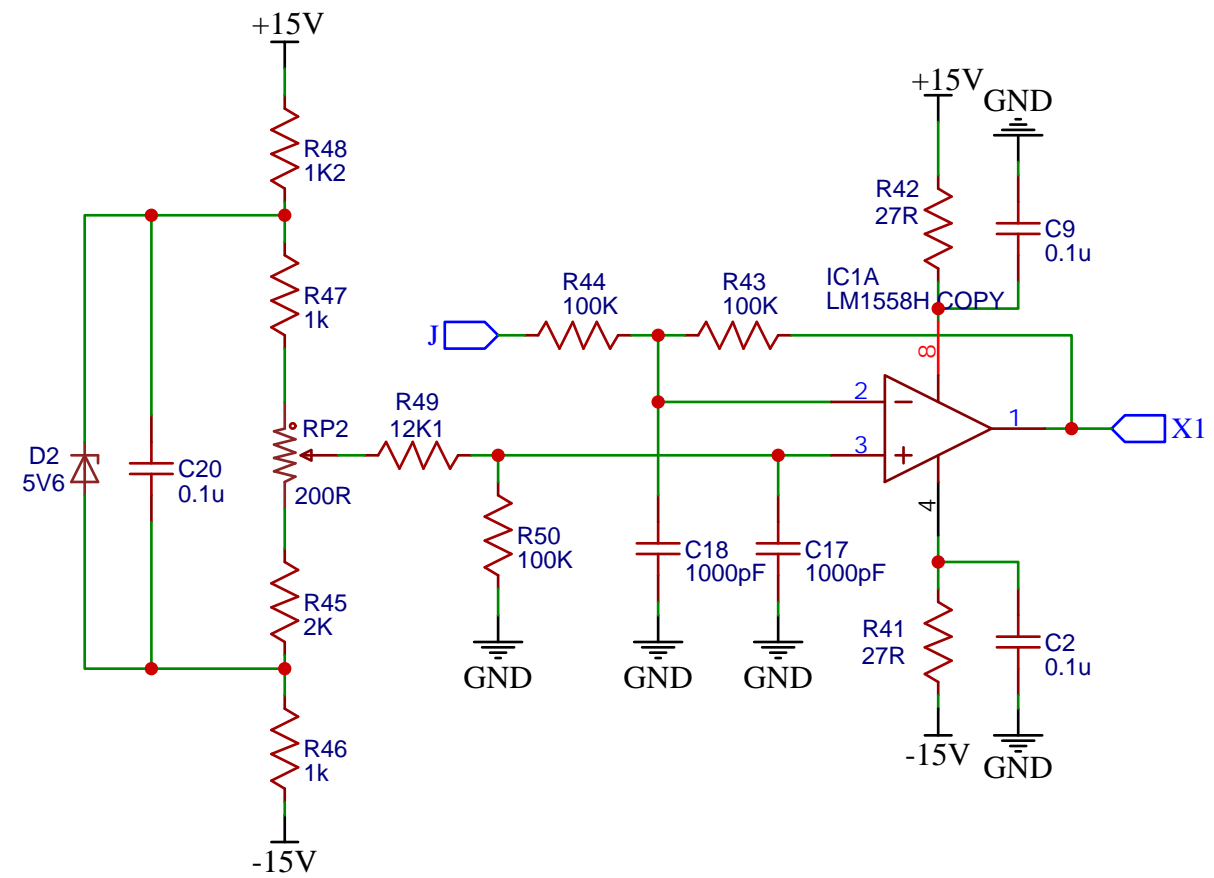 +15V
R48
1K2
R47
1k
RP2
200R
D2
5V6
C20
0.1u
R45
2K
R46
1k
-15V
R49
12K1
R50
100K
GND
J
R44
100K
R43
100K
C18
1000pF
GND
C17
1000pF
GND
+15V
GND
R42
27R
C9
0.1u
IC1A
LM1558H COPY
8
2
3
1
4
X1
R41
27R
C2
0.1u
-15V
GND